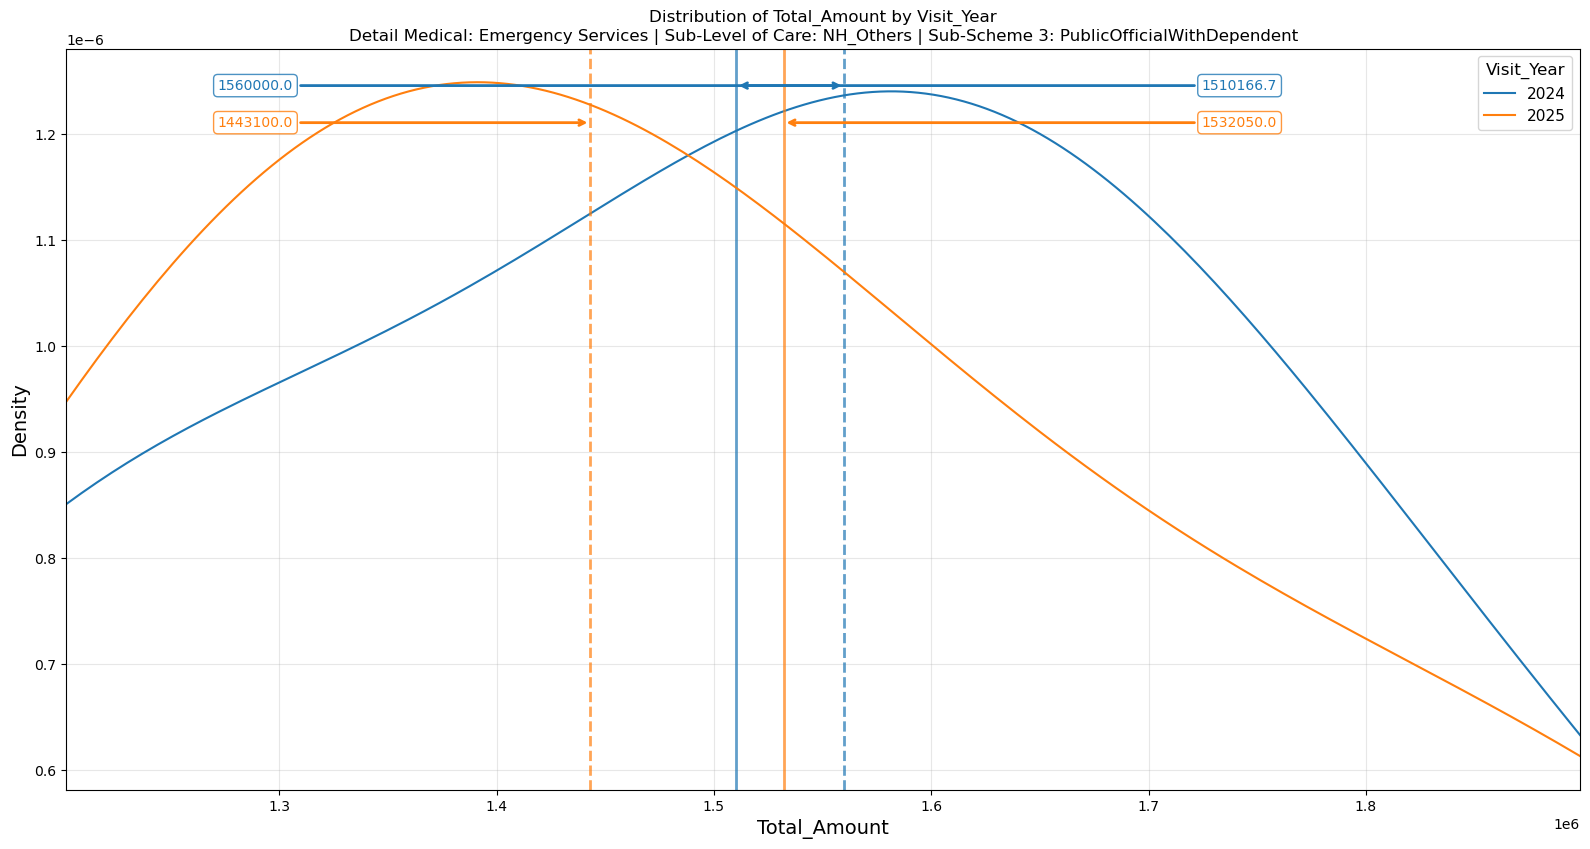 Distribution of Total_Amount by Visit_Year
Detail Medical: Emergency Services | Sub-Level of Care: NH_Others | Sub-Scheme 3: PublicOfficialWithDependent
1e−6
Visit_Year
2024
2025
1560000.0
1510166.7
1443100.0
1532050.0
1.2
1.1
1.0
0.9
0.8
0.7
0.6
Density
1.3
1.4
1.5
1.6
1.7
1.8
1e6
Total_Amount